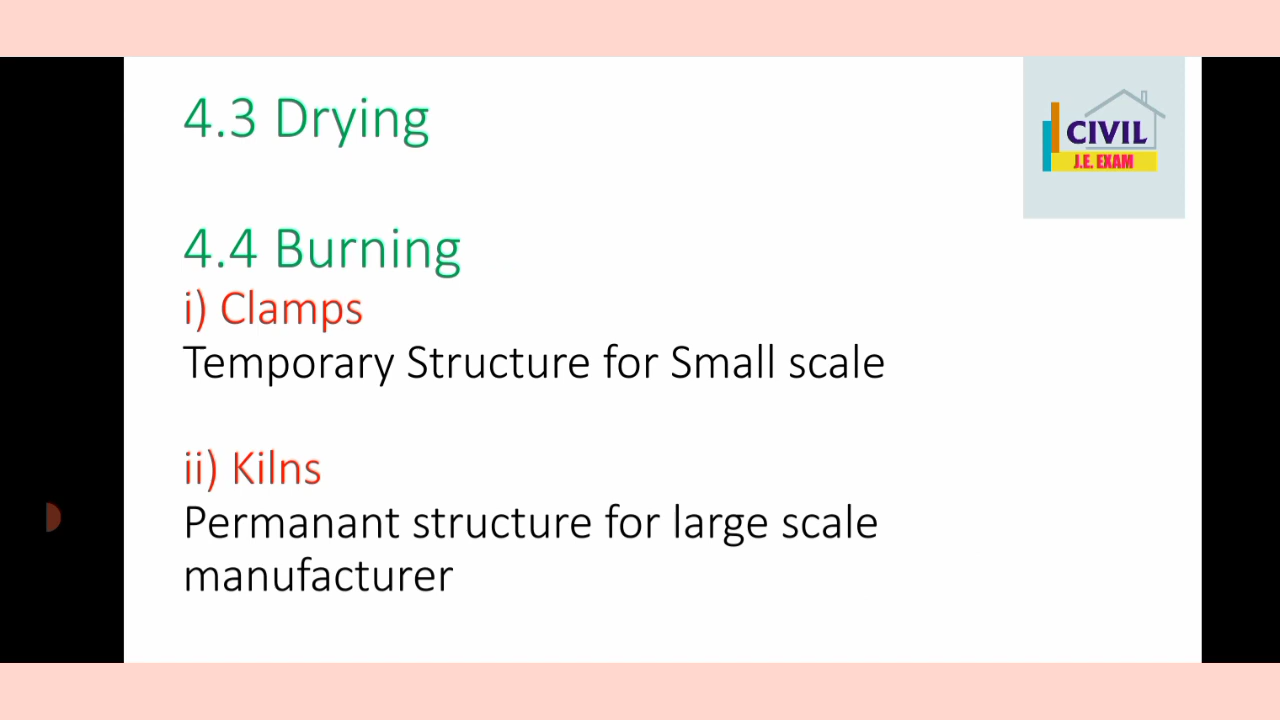 4.3 Drying
CIVIL
J.E. EXAM
4.4 Burning
i) Clamps
Temporary Structure for Small scale
ii) Kilns
Permanant structure for large scale
manufacturer